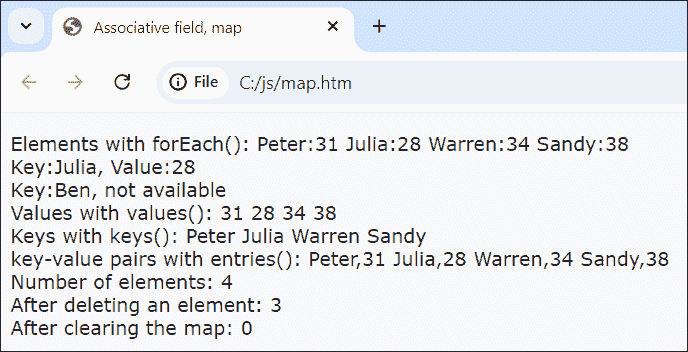 Associative field, map
File C:/js/map.htm
Elements with forEach(): Peter:31 Julia:28 Warren:34 Sandy:38
Key:Julia, Value:28
Key:Ben, not available
Values with values(): 31 28 34 38
Keys with keys(): Peter Julia Warren Sandy
key-value pairs with entries(): Peter,31 Julia,28 Warren,34 Sandy,38
Number of elements: 4
After deleting an element: 3
After clearing the map: 0